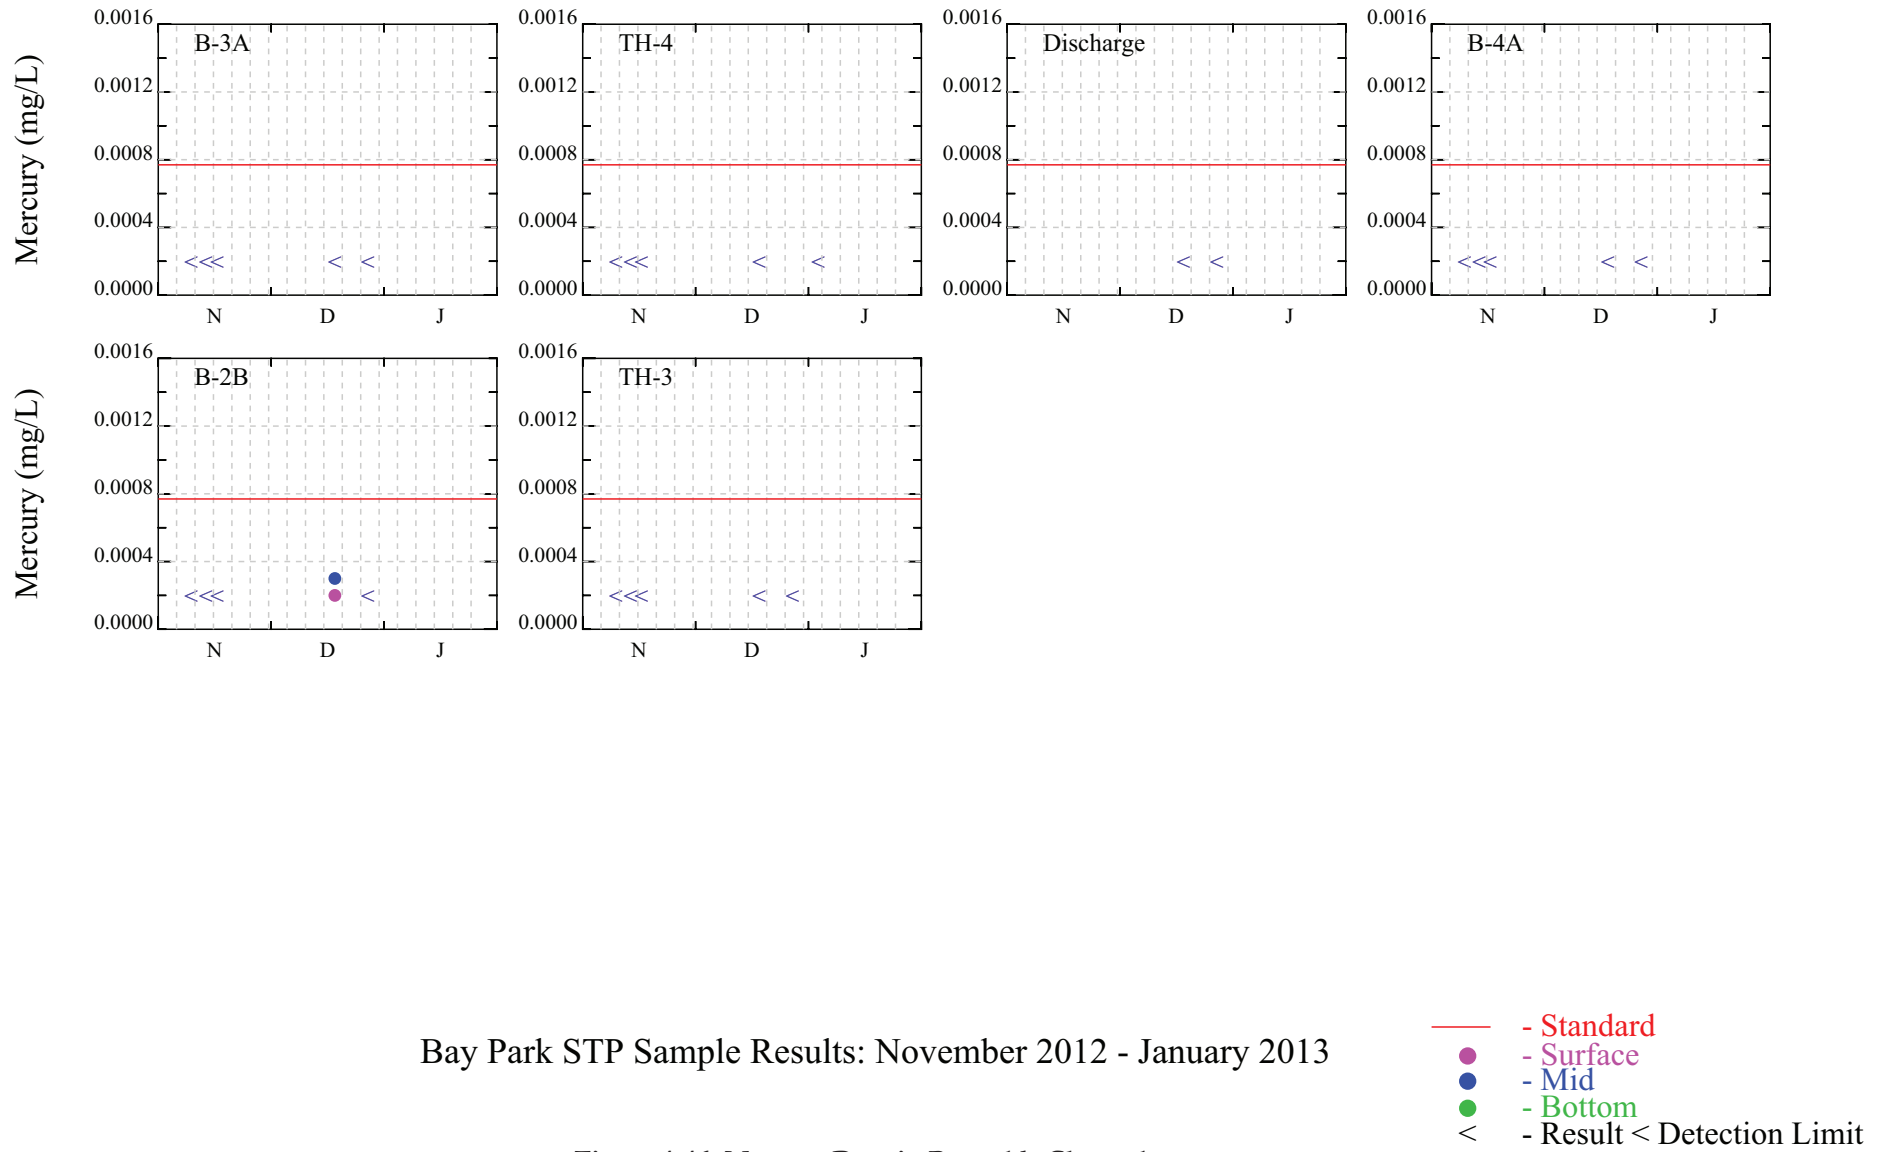 Mercury (mg/L)
0.0016
0.0012
0.0008
0.0004
0.0000
B-3A
<<<
<
<
N D J
0.0016
0.0012
0.0008
0.0004
0.0000
TH-4
<<<
<
<
N D J
0.0016
0.0012
0.0008
0.0004
0.0000
Discharge
<
<
N D J
0.0016
0.0012
0.0008
0.0004
0.0000
B-4A
<<<
<
<
N D J
Mercury (mg/L)
0.0016
0.0012
0.0008
0.0004
0.0000
B-2B
<<<
<
N D J
0.0016
0.0012
0.0008
0.0004
0.0000
TH-3
<<<
<
<
N D J
Bay Park STP Sample Results: November 2012 - January 2013
- Standard
- Surface
- Mid
- Bottom
< - Result < Detection Limit